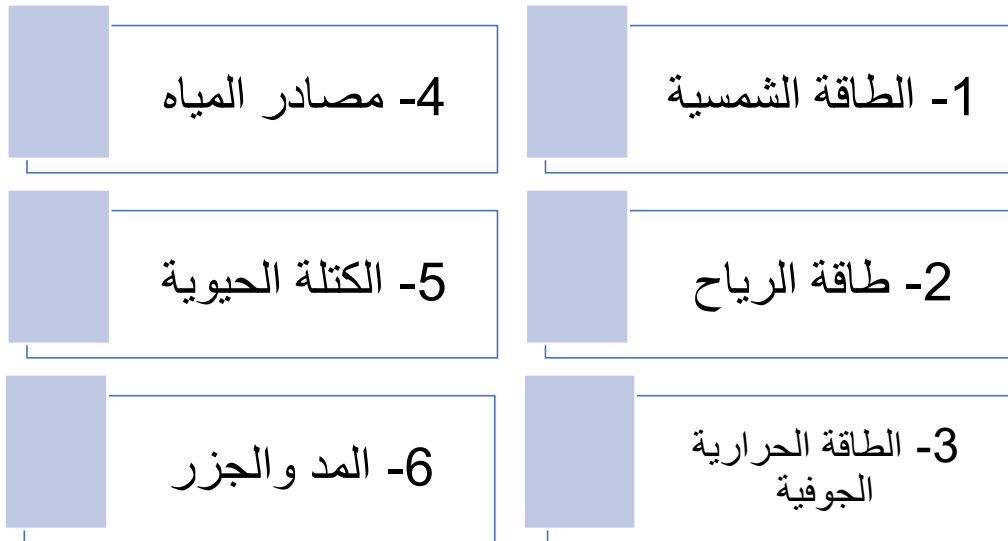 1- الطاقة الشمسية
2- طاقة الرياح
3- الطاقة الحرارية
الجوفية
4- مصادر المياه
5- الكتلة الحيوية
6- المد والجزر